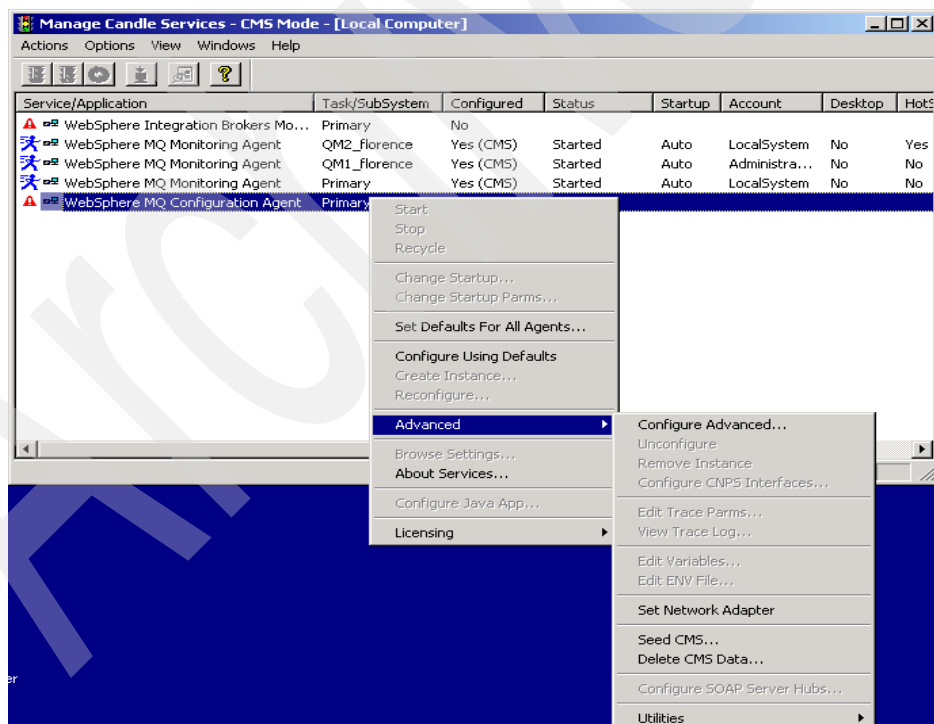 Manage Candle Services - CMS Mode - [Local Computer]
Actions Options View Windows Help
Service/Application Task/SubSystem Configured Status Startup Account Desktop HotS
WebSphere Integration Brokers Mo... Primary No
WebSphere MQ Monitoring Agent QM2_florence Yes (CMS) Started Auto LocalSystem No Yes
WebSphere MQ Monitoring Agent QM1_florence Yes (CMS) Started Auto Administra... No No
WebSphere MQ Monitoring Agent Primary Yes (CMS) Started Auto LocalSystem No No
WebSphere MQ Configuration Agent Primary
Start
Stop
Recycle
Change Startup...
Change Startup Parms...
Set Defaults For All Agents...
Configure Using Defaults
Create Instance...
Reconfigure...
Advanced
Browse Settings...
About Services...
Configure Java App...
Licensing
Configure Advanced...
Unconfigure
Remove Instance
Configure CNPS Interfaces...
Edit Trace Parms...
View Trace Log...
Edit Variables...
Edit ENV File...
Set Network Adapter
Seed CMS...
Delete CMS Data...
Configure SOAP Server Hubs...
Utilities
er